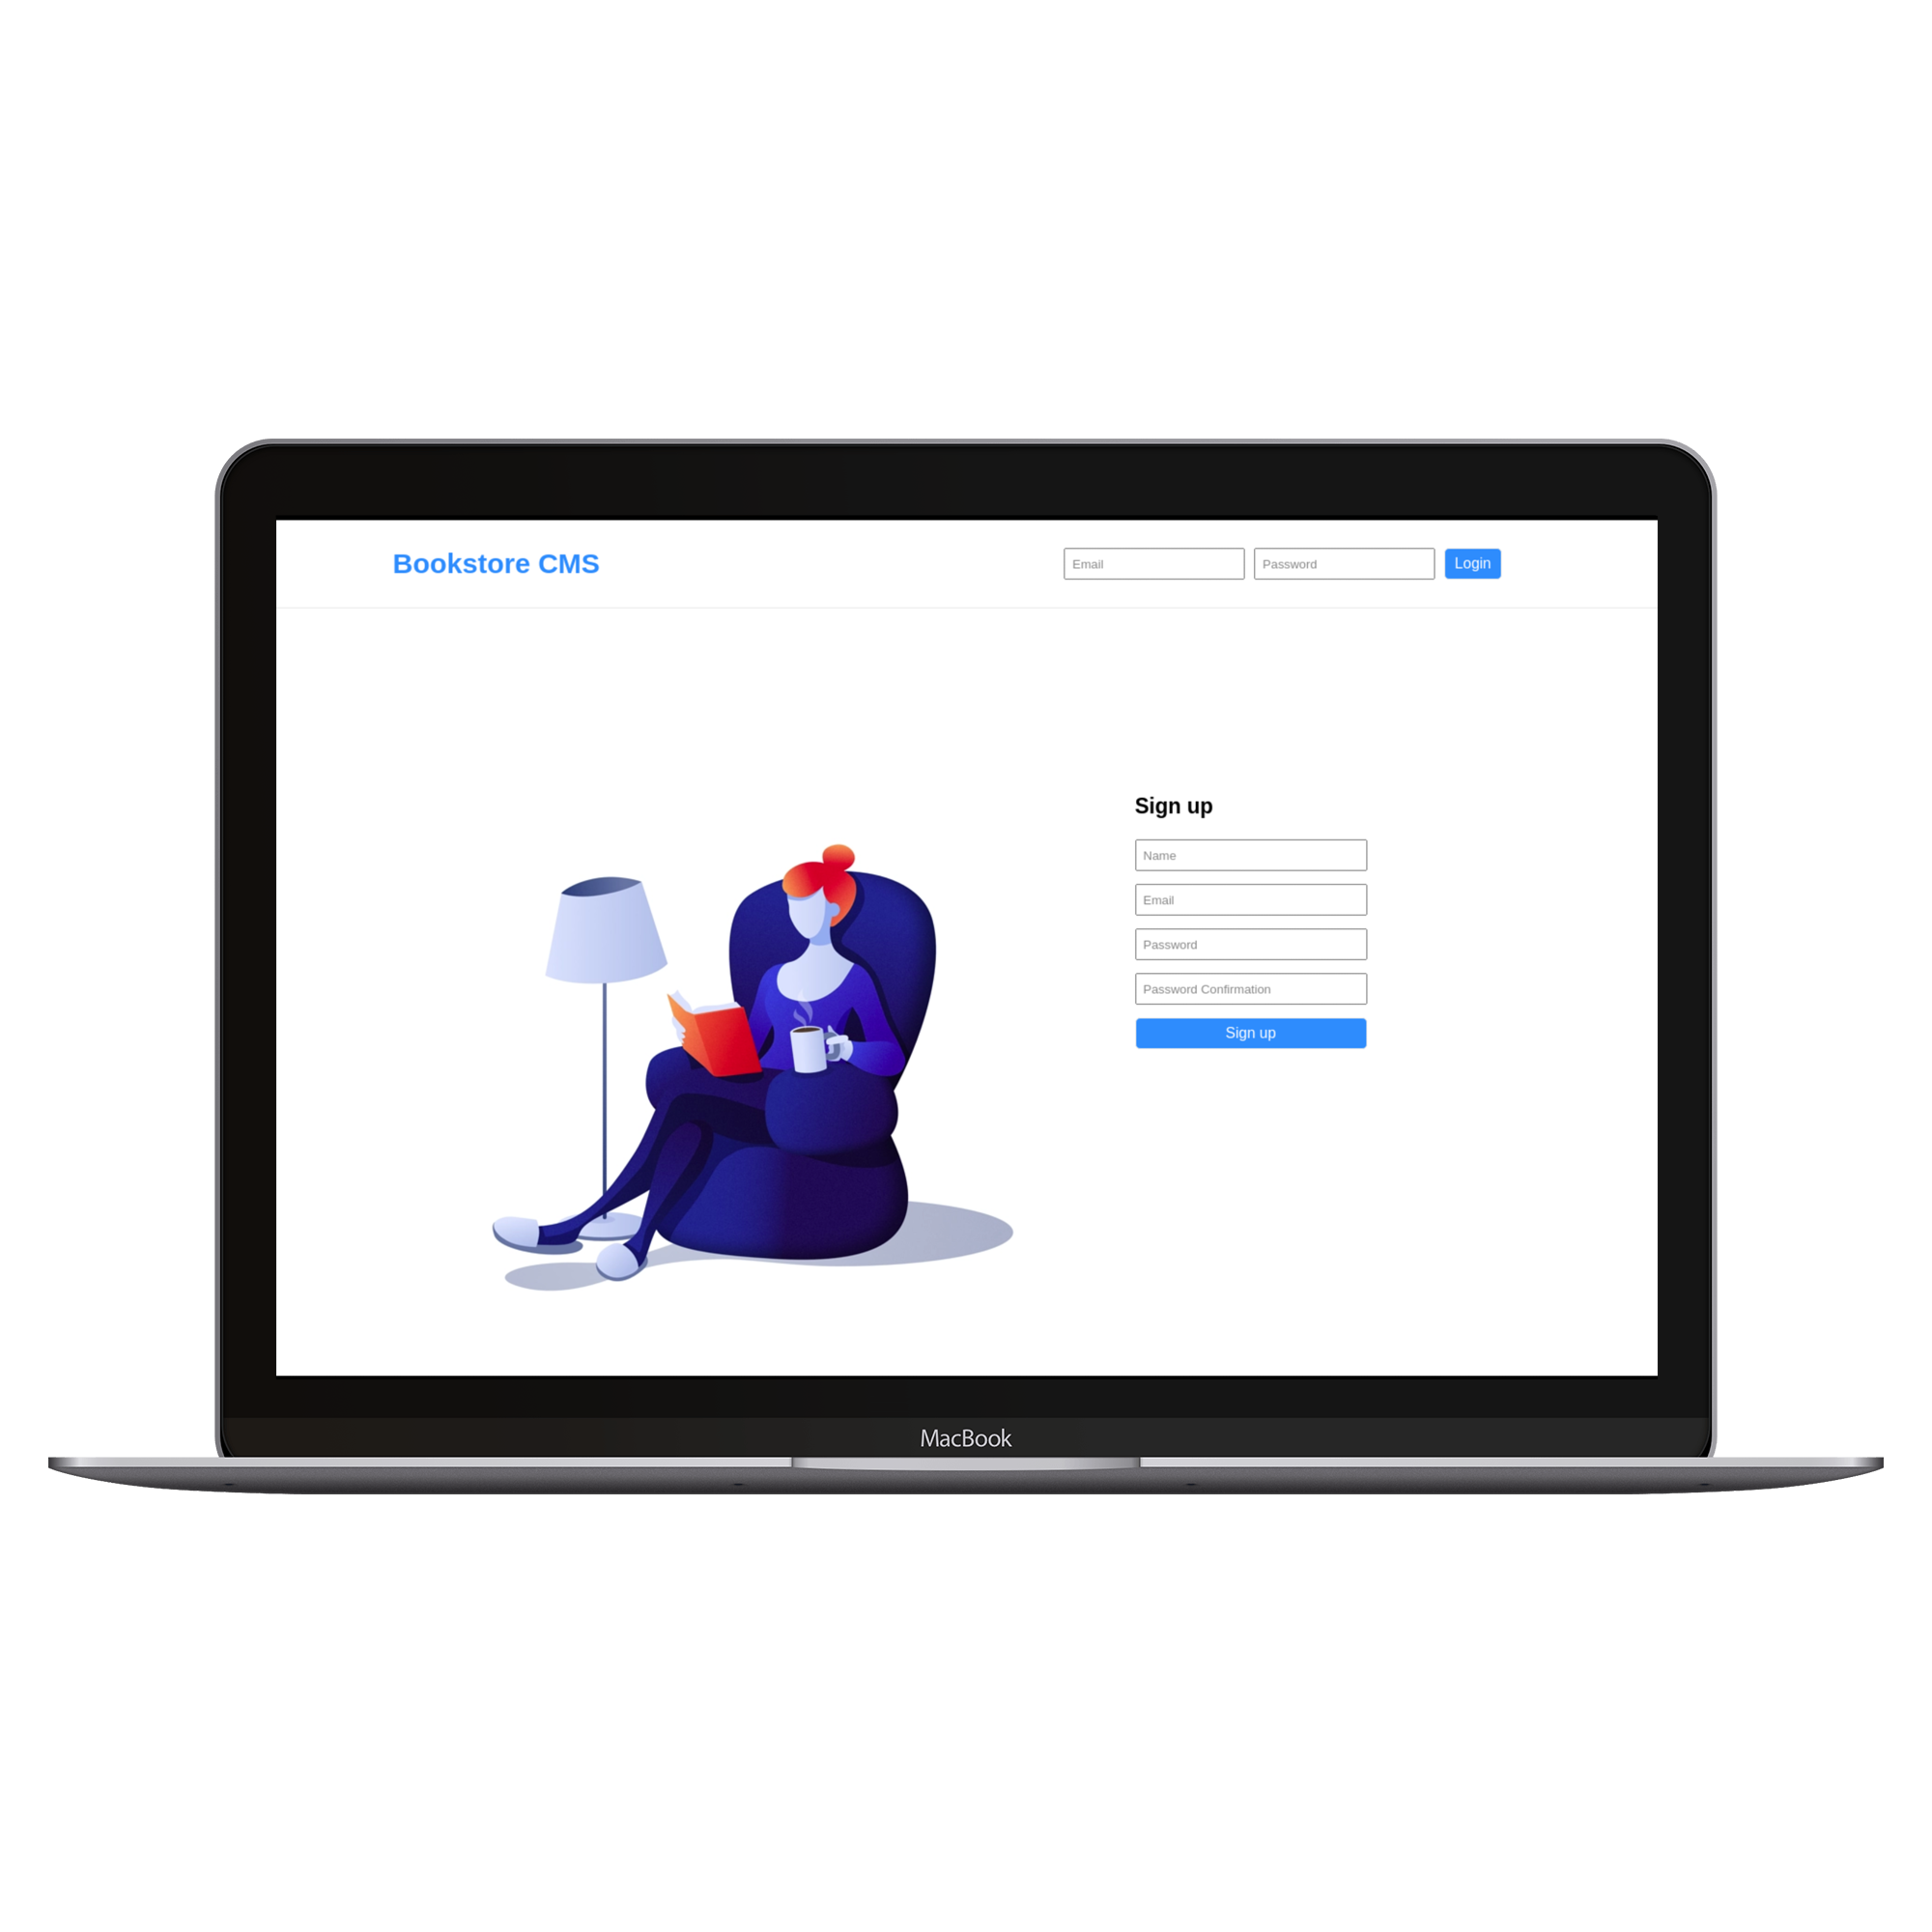 Bookstore CMS
Email
Password
Login
Sign up
Name
Email
Password
Password Confirmation
Sign up
MacBook